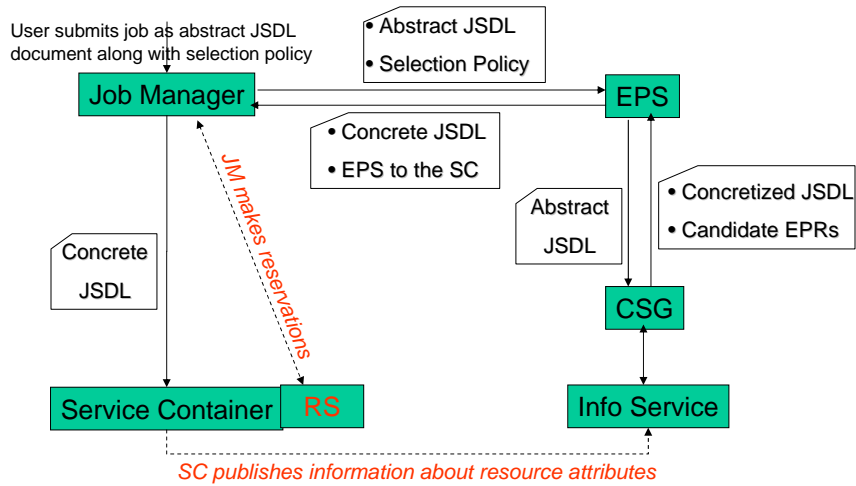 User submits job as abstract JSDL
document along with selection policy
• Abstract JSDL
• Selection Policy
Job Manager
EPS
• Concrete JSDL
• EPS to the SC
JM makes reservations
Abstract
JSDL
• Concretized JSDL
• Candidate EPRs
Concrete
JSDL
CSG
Service Container
RS
Info Service
SC publishes information about resource attributes